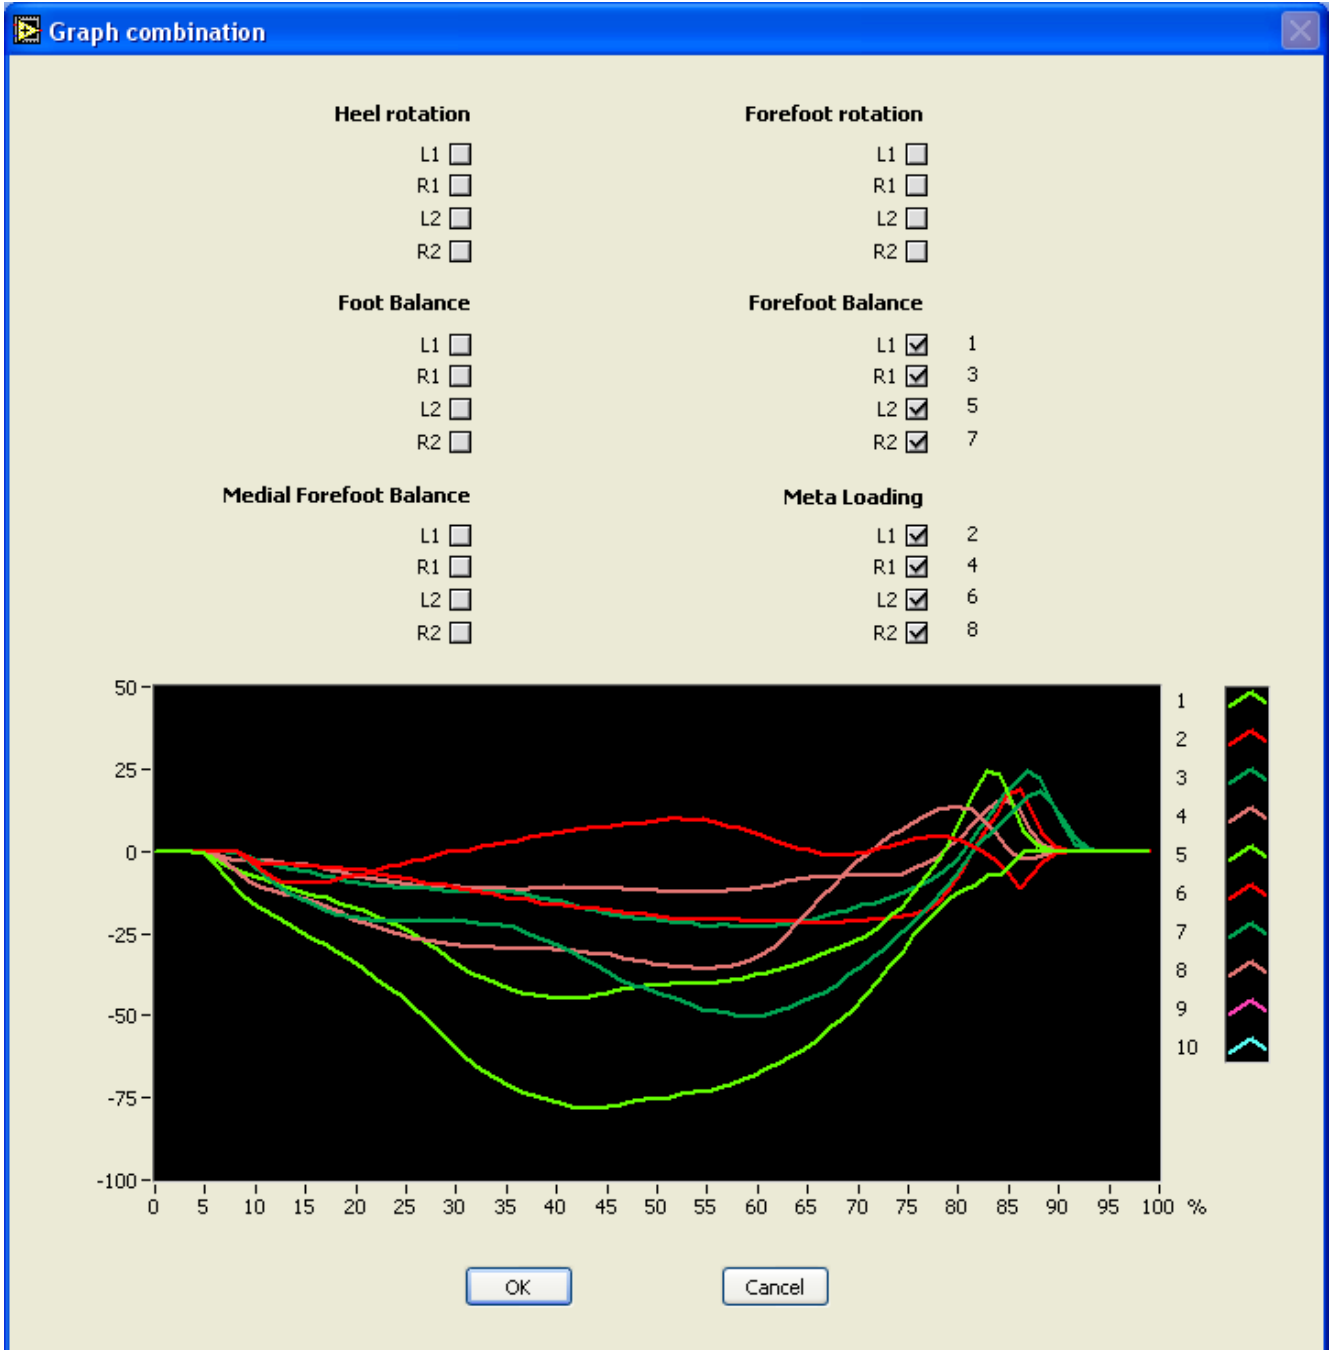 Graph combination
Heel rotation Forefoot rotation
L1 L1
R1 R1
L2 L2
R2 R2
Foot Balance Forefoot Balance
L1 L1 1
R1 R1 3
L2 L2 5
R2 R2 7
Medial Forefoot Balance Meta Loading
L1 L1 2
R1 R1 4
L2 L2 6
R2 R2 8
50
25
0
-25
-50
-75
-100
1
2
3
4
5
6
7
8
9
10
0 5 10 15 20 25 30 35 40 45 50 55 60 65 70 75 80 85 90 95 100 %
OK Cancel